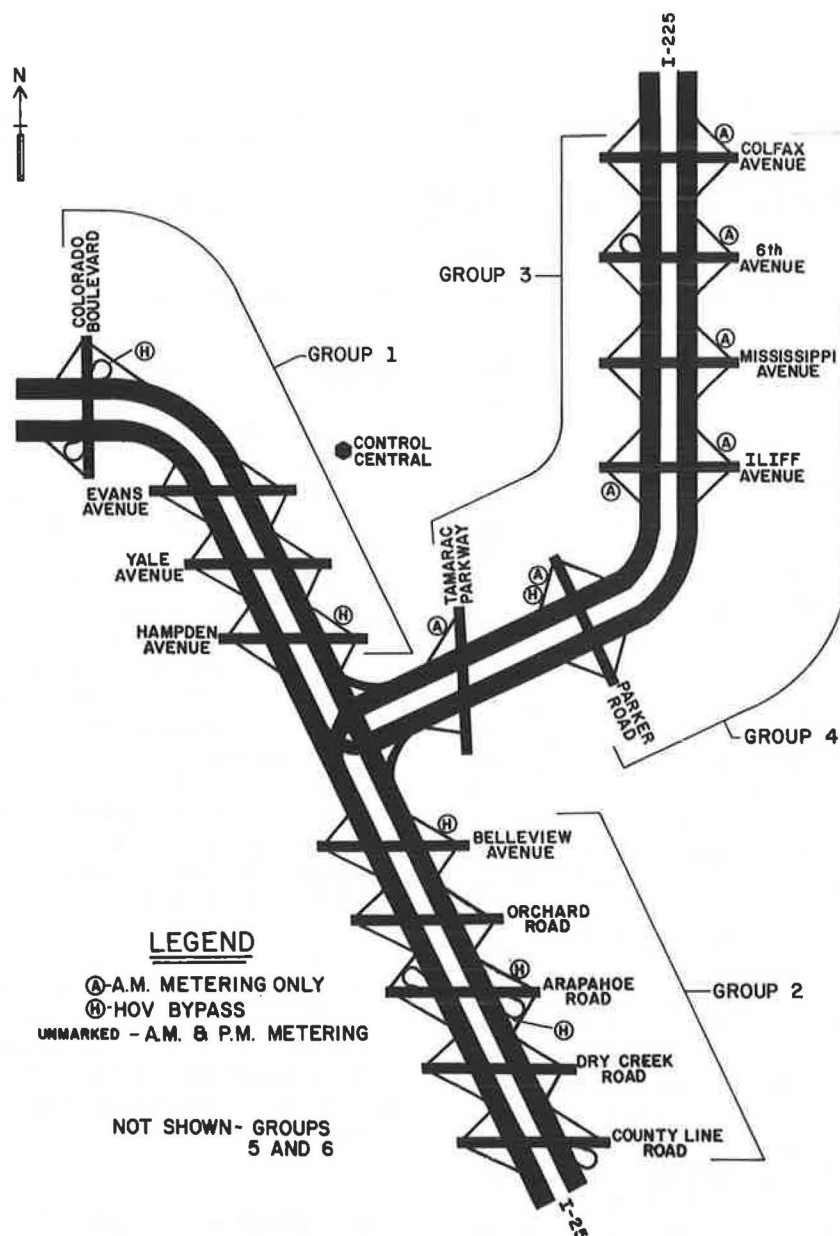 I-225
N
Ⓐ
COLFAX
AVENUE
COLORADO
BOULEVARD
GROUP 3
Ⓐ
6th
AVENUE
Ⓗ
GROUP 1
Ⓐ
MISSISSIPPI
AVENUE
CONTROL
CENTRAL
Ⓐ
ILIFF
AVENUE
Ⓐ
EVANS
AVENUE
YALE
AVENUE
TAMARAC
PARKWAY
Ⓐ
Ⓗ
HAMPDEN
AVENUE
Ⓗ
Ⓐ
PARKER
ROAD
GROUP 4
Ⓗ
BELLEVIEW
AVENUE
ORCHARD
ROAD
LEGEND
Ⓐ-A.M. METERING ONLY
Ⓗ-HOV BYPASS
UNMARKED - A.M. & P.M. METERING
Ⓗ
ARAPAHOE
ROAD
GROUP 2
Ⓗ
DRY CREEK
ROAD
NOT SHOWN- GROUPS
5 AND 6
COUNTY LINE
ROAD
I-25